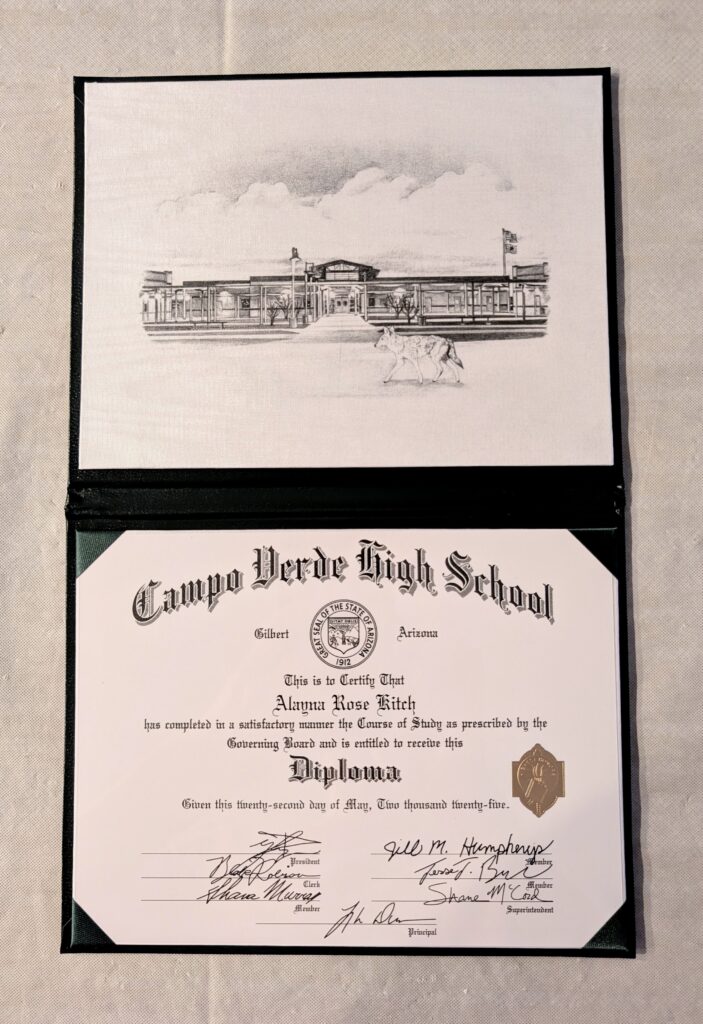 Campo Verde High School
Gilbert Arizona
GREAT SEAL OF THE STATE OF ARIZONA
DITAT DEUS
1912
This is to Certify That
Alayna Rose Kitch
has completed in a satisfactory manner the Course of Study as prescribed by the
Governing Board and is entitled to receive this
Diploma
Given this twenty-second day of May, Two thousand twenty-five.
Jill M. Humpherys
President Member
Clerk Member
Shana Murray Shane McCord
Member Superintendent
Principal